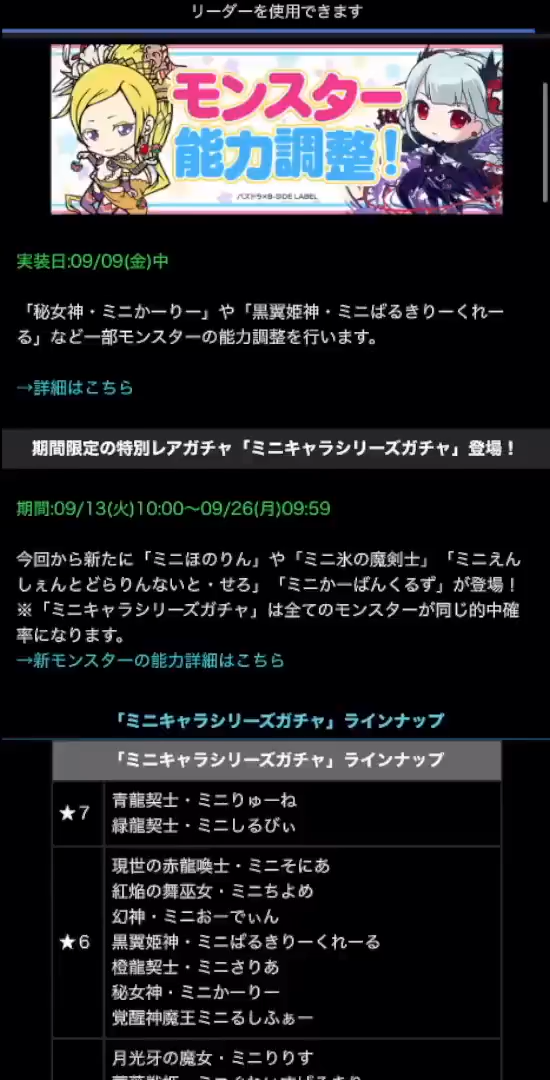 リーダーを使用できます
モンスター
能力調整!
パズドラ×B-SIDE LABEL
実装日:09/09(金)中
「秘女神・ミニかーりー」や「黒翼姫神・ミニばるきりーくれー
る」など一部モンスターの能力調整を行います。
→詳細はこちら
期間限定の特別レアガチャ「ミニキャラシリーズガチャ」登場！
期間:09/13(火)10:00〜09/26(月)09:59
今回から新たに「ミニほのりん」や「ミニ氷の魔剣士」「ミニえん
しぇんとどらりんないと・せろ」「ミニかーばんくるず」が登場！
※「ミニキャラシリーズガチャ」は全てのモンスターが同じ的中確
率になります。
→新モンスターの能力詳細はこちら
「ミニキャラシリーズガチャ」ラインナップ
「ミニキャラシリーズガチャ」ラインナップ
★7
青龍契士・ミニりゅーね
緑龍契士・ミニしるびぃ
★6
現世の赤龍喚士・ミニそにあ
紅焔の舞巫女・ミニちよめ
幻神・ミニおーでぃん
黒翼姫神・ミニばるきりーくれーる
橙龍契士・ミニさりあ
秘女神・ミニかーりー
覚醒神魔王ミニるしふぁー
月光牙の魔女・ミニりりす